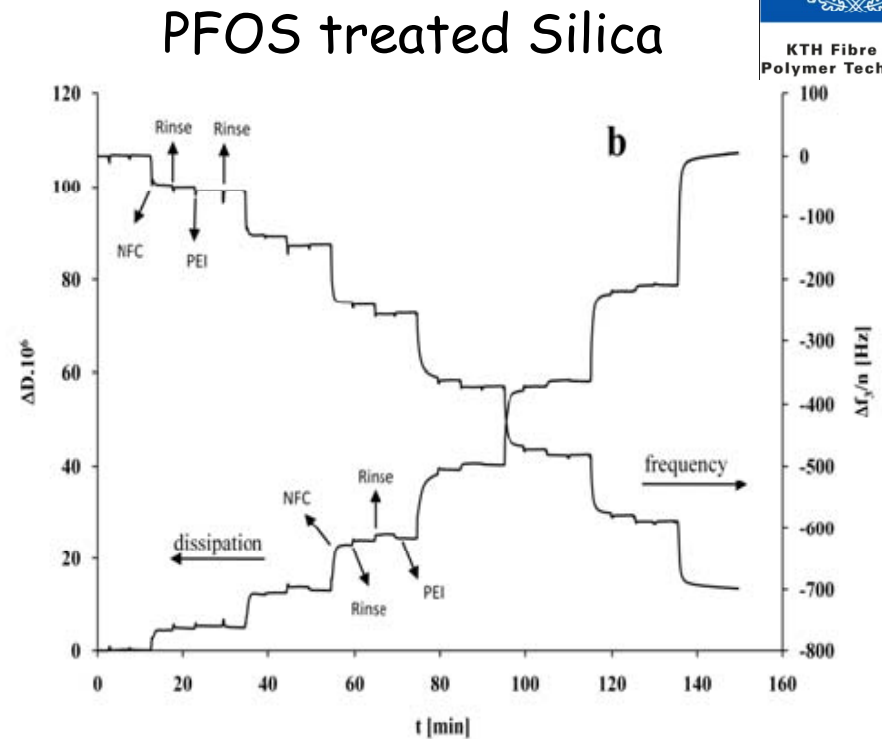 PFOS treated Silica
KTH Fibre
Polymer Tech
b
120
100
80
60
40
20
0
ΔD.10⁶
100
0
-100
-200
-300
-400
-500
-600
-700
-800
Δf₃/n [Hz]
Rinse
Rinse
NFC
PEI
frequency
Rinse
NFC
dissipation
PEI
Rinse
0
20
40
60
80
100
120
140
160
t [min]